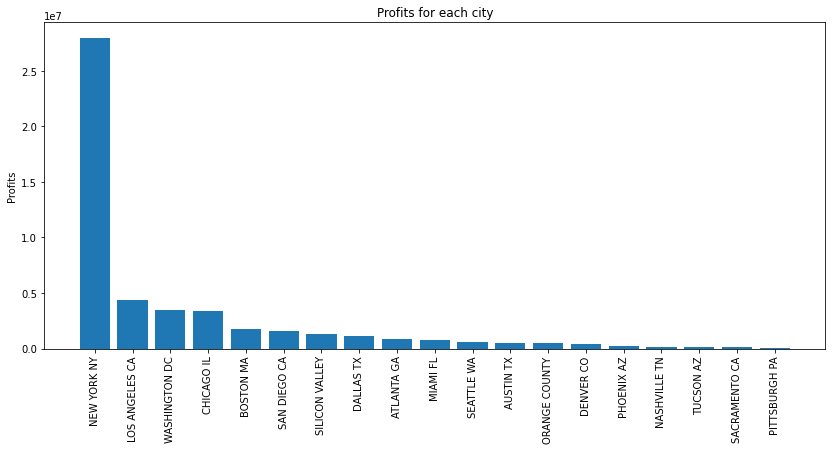 Profits for each city
1e7
2.5
2.0
1.5
1.0
0.5
0.0
Profits
NEW YORK NY
LOS ANGELES CA
WASHINGTON DC
CHICAGO IL
BOSTON MA
SAN DIEGO CA
SILICON VALLEY
DALLAS TX
ATLANTA GA
MIAMI FL
SEATTLE WA
AUSTIN TX
ORANGE COUNTY
DENVER CO
PHOENIX AZ
NASHVILLE TN
TUCSON AZ
SACRAMENTO CA
PITTSBURGH PA